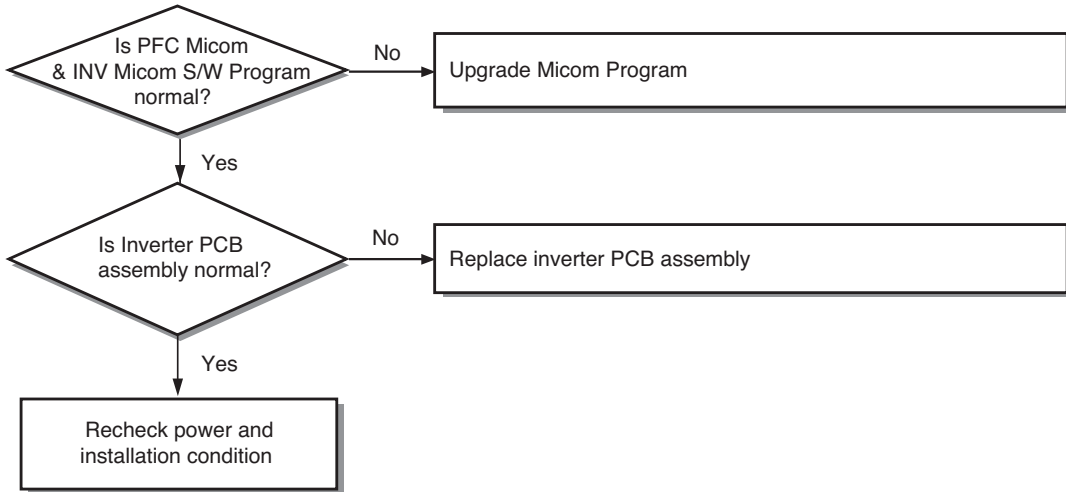 Is PFC Micom
& INV Micom S/W Program
normal?
No
Upgrade Micom Program
Yes
Is Inverter PCB
assembly normal?
No
Replace inverter PCB assembly
Yes
Recheck power and
installation condition